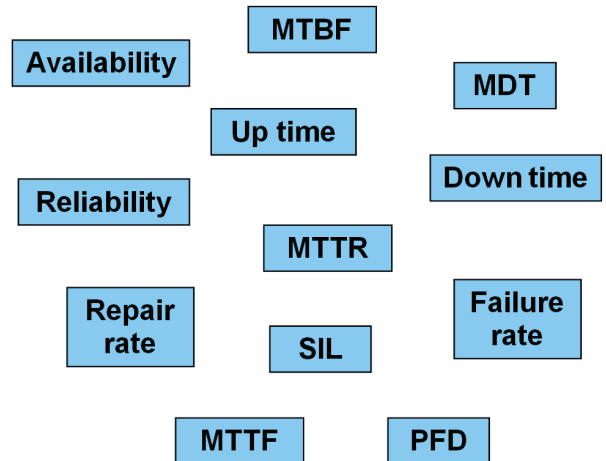 MTBF
Availability
MDT
Up time
Down time
Reliability
MTTR
Repair
rate
Failure
rate
SIL
MTTF
PFD